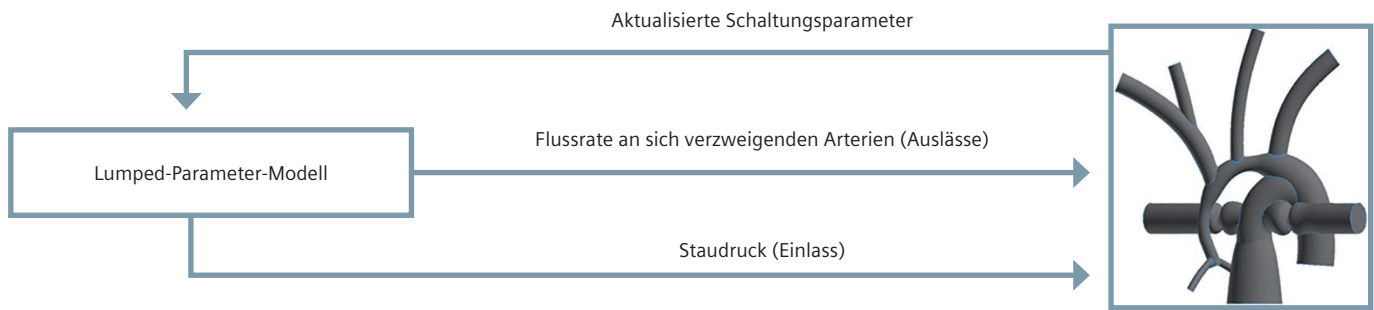 Aktualisierte Schaltungsparameter
Flussrate an sich verzweigenden Arterien (Auslässe)
Lumped-Parameter-Modell
Staudruck (Einlass)